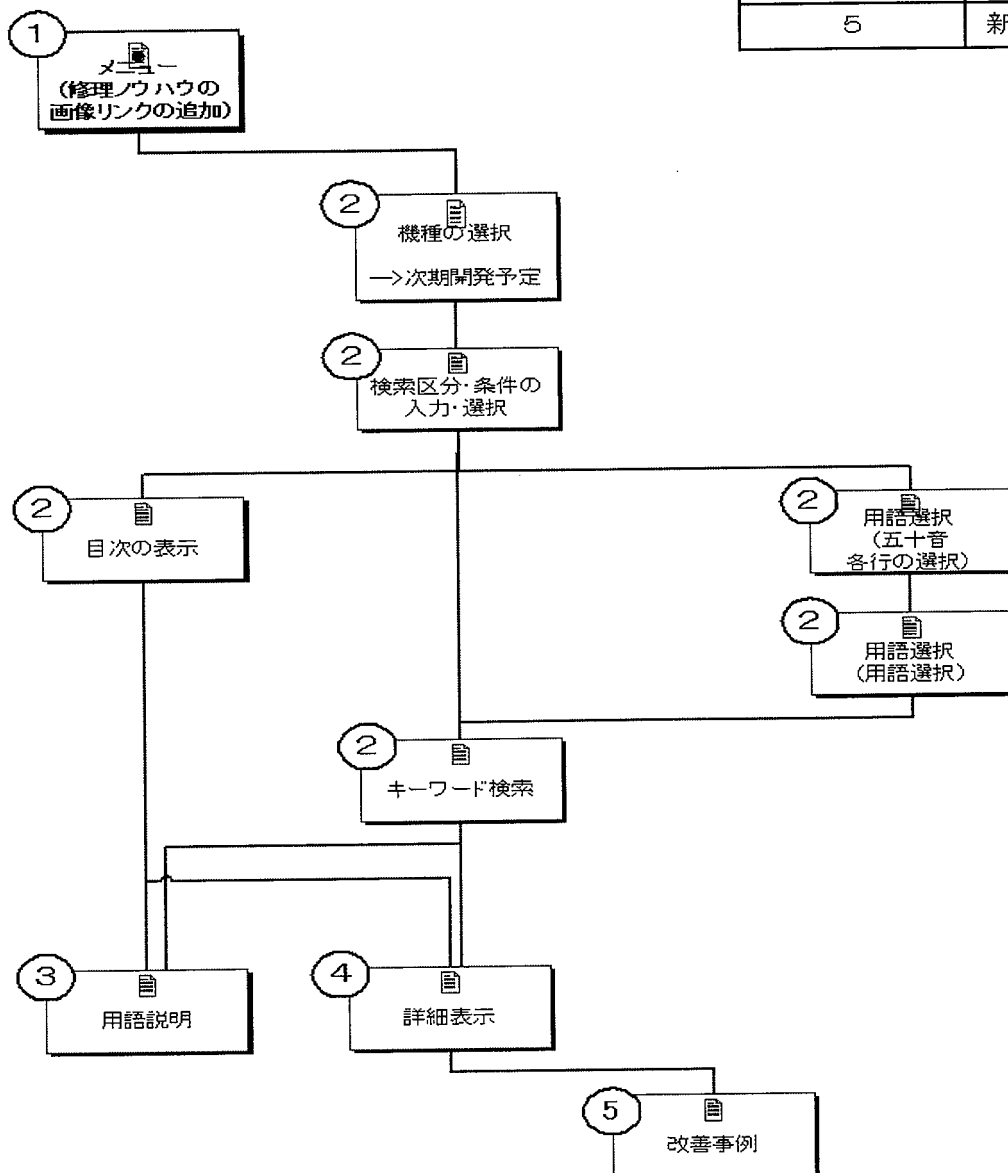 5 新
1
メニュー
(修理ノウハウの
画像リンクの追加)
2
機種の選択
―>次期開発予定
2
検索区分・条件の
入力・選択
2
目次の表示
2
用語選択
(五十音
各行の選択)
2
用語選択
(用語選択)
2
キーワード検索
3
用語説明
4
詳細表示
5
改善事例